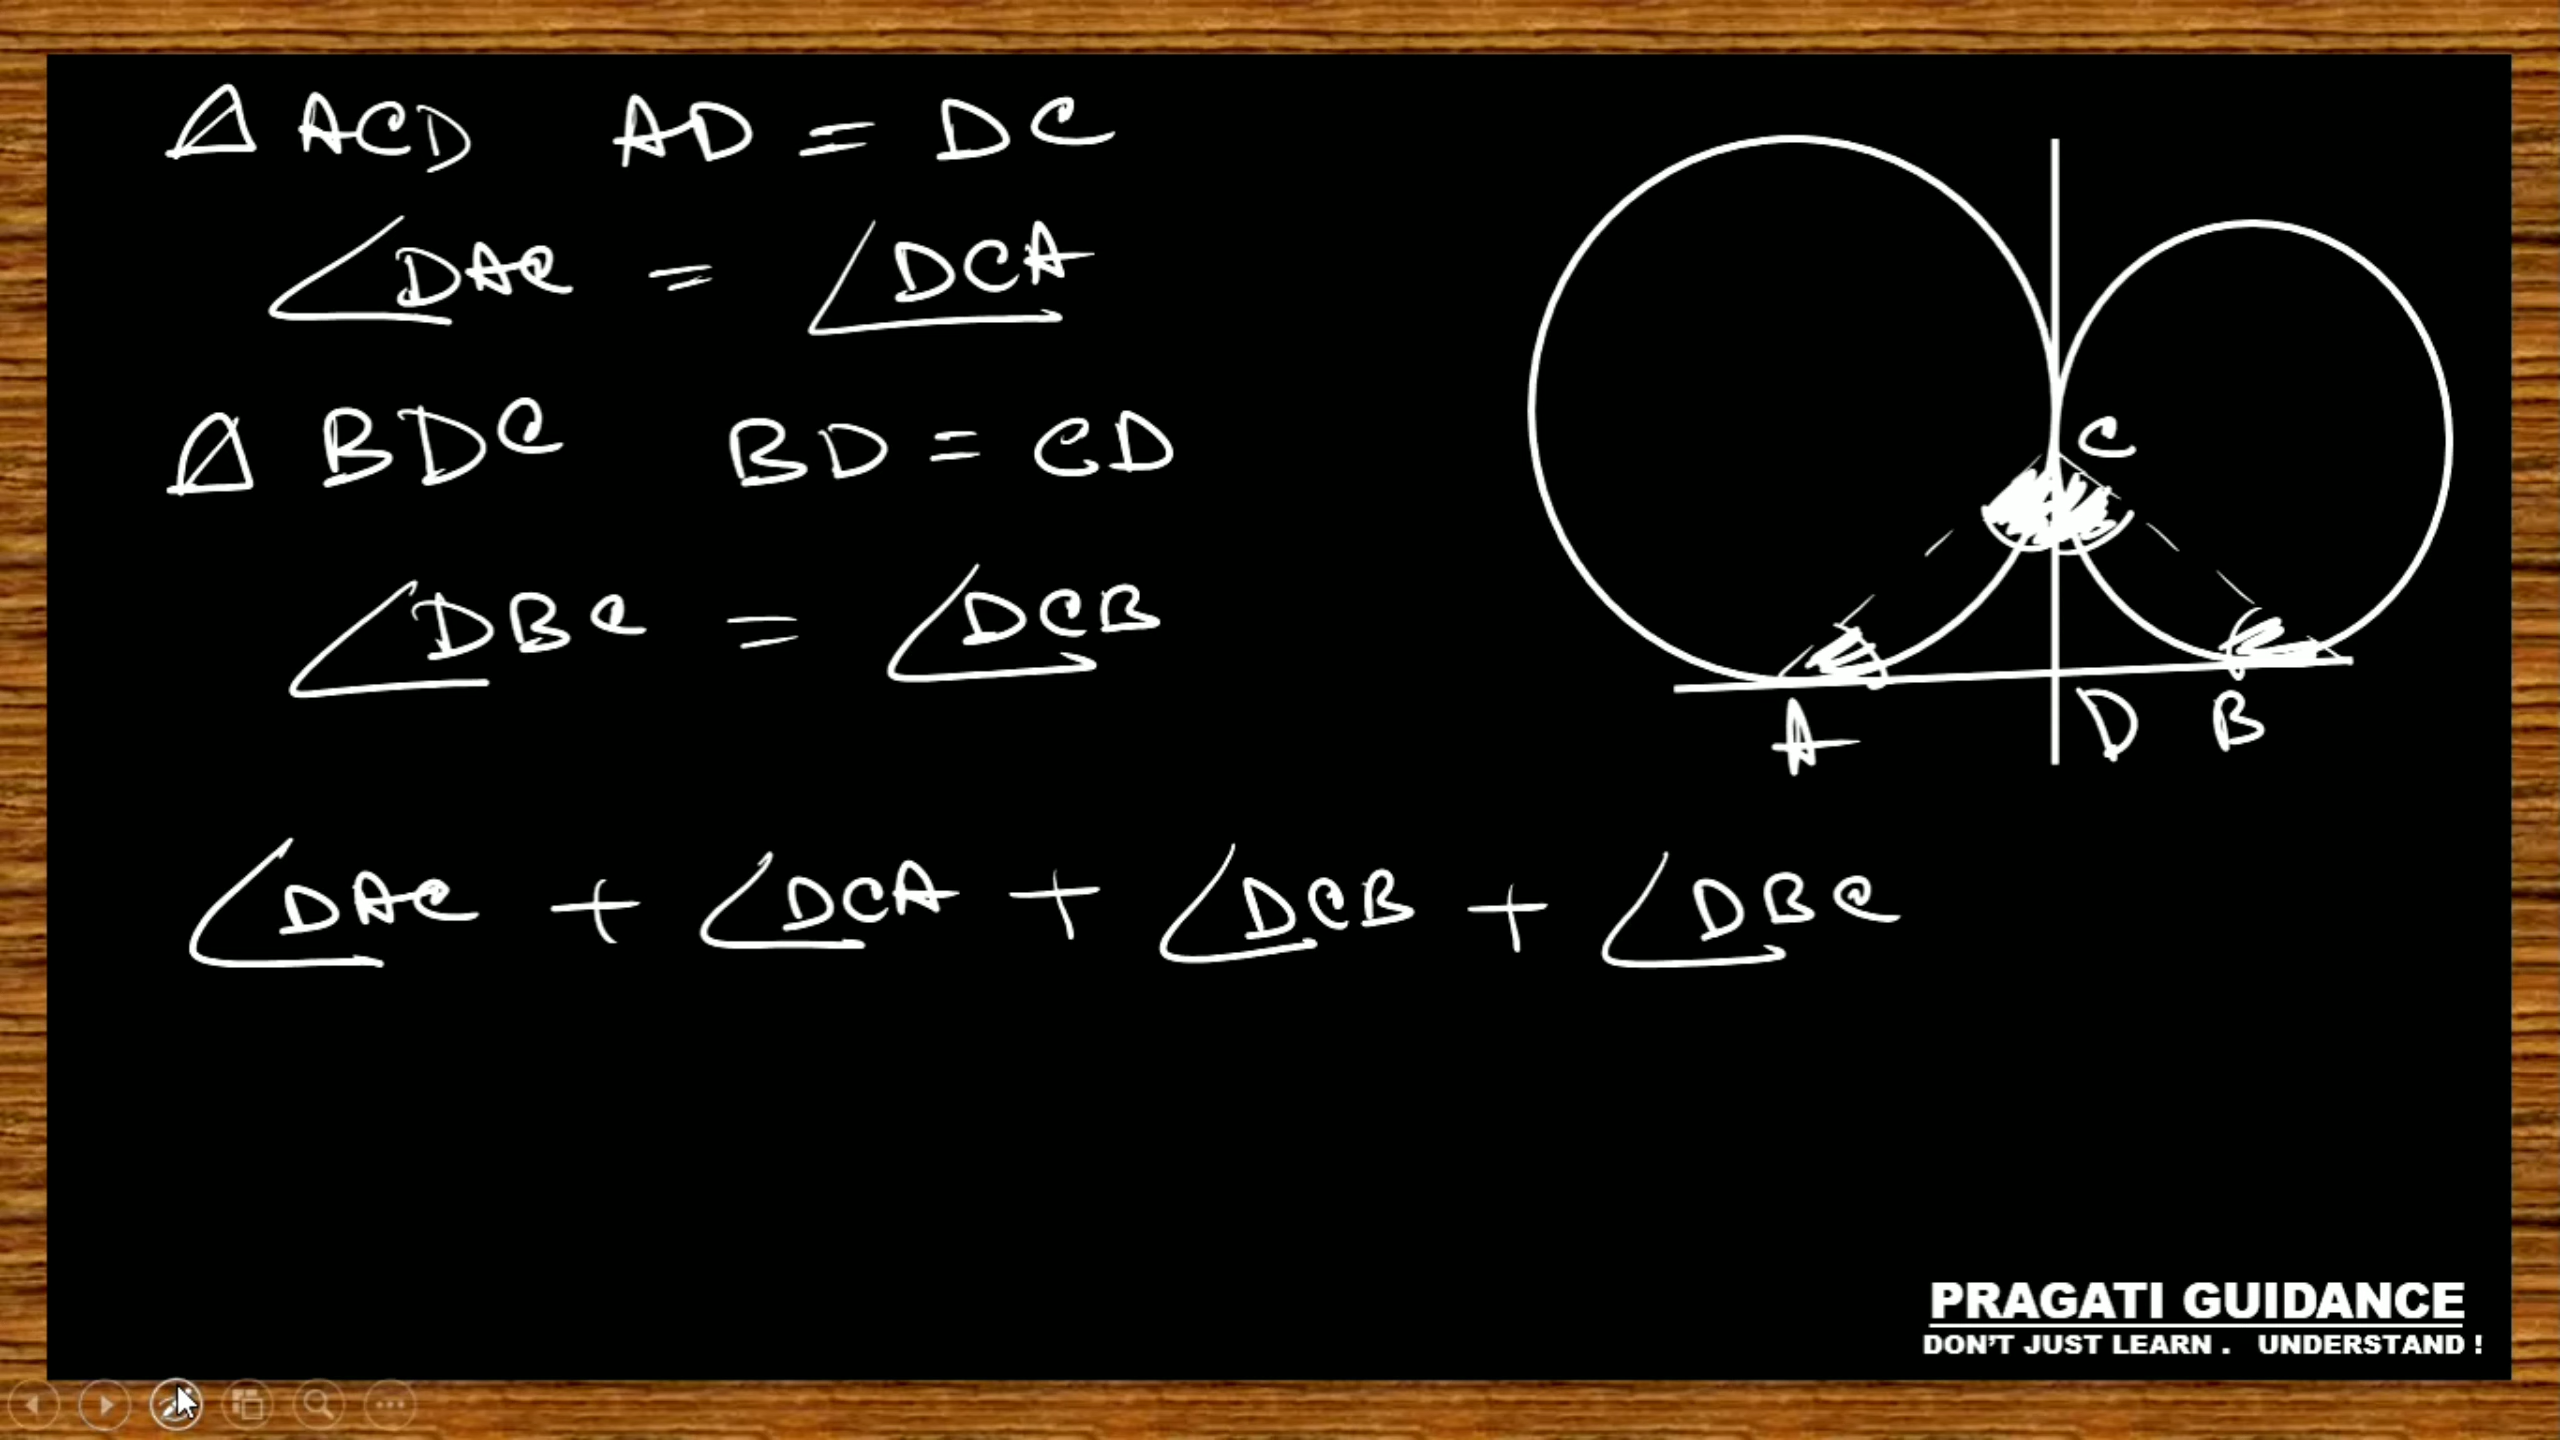 △ ACD AD = DC
∠DAC = ∠DCA
△ BDC BD = CD
∠DBC = ∠DCB
∠DAC + ∠DCA + ∠DCB + ∠DBC
C
A D B
PRAGATI GUIDANCE
DON'T JUST LEARN . UNDERSTAND !